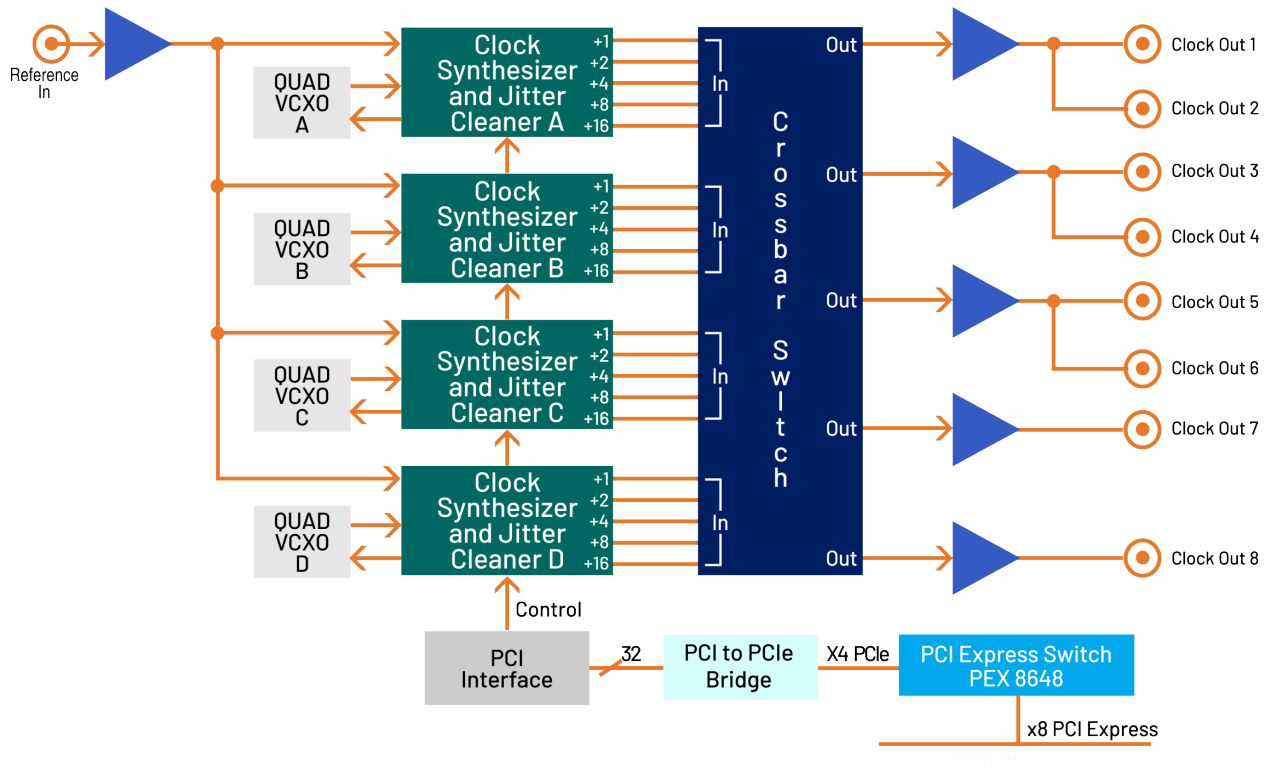 Reference
In
QUAD
VCXO
A
Clock
Synthesizer
and Jitter
Cleaner A
+1
+2
+4
+8
+16
In
QUAD
VCXO
B
Clock
Synthesizer
and Jitter
Cleaner B
+1
+2
+4
+8
+16
In
QUAD
VCXO
C
Clock
Synthesizer
and Jitter
Cleaner C
+1
+2
+4
+8
+16
In
QUAD
VCXO
D
Clock
Synthesizer
and Jitter
Cleaner D
+1
+2
+4
+8
+16
In
Crossbar SwItch
Out
Out
Out
Out
Out
Clock Out 1
Clock Out 2
Clock Out 3
Clock Out 4
Clock Out 5
Clock Out 6
Clock Out 7
Clock Out 8
Control
PCI
Interface
32
PCI to PCIe
Bridge
X4 PCIe
PCI Express Switch
PEX 8648
x8 PCI Express